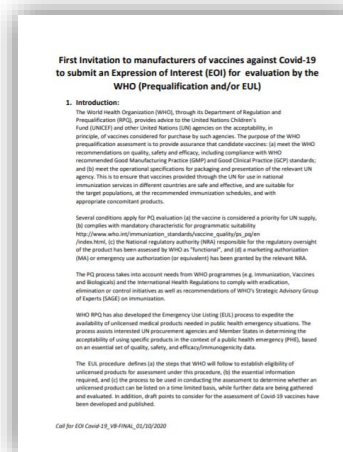 First Invitation to manufacturers of vaccines against Covid-19
to submit an Expression of Interest (EOI) for evaluation by the
WHO (Prequalification and/or EUL)
1. Introduction:
The World Health Organization (WHO), through its Department of Regulation and
Prequalification (RPQ), provides advice to the United Nations Children's
Fund (UNICEF) and other United Nations (UN) agencies on the acceptability, in
principle, of vaccines considered for purchase by such agencies. The purpose of the WHO
prequalification assessment is to provide assurance that candidate vaccines: (a) meet the WHO
recommendations on quality, safety and efficacy, including compliance with WHO
recommended Good Manufacturing Practice (GMP) and Good Clinical Practice (GCP) standards;
and (b) meet the operational specifications for packaging and presentation of the relevant UN
agency. This is to ensure that vaccines provided through the UN for use in national
immunization services in different countries are safe and effective, and are suitable for
the target populations, at the recommended immunization schedules, and with
appropriate concomitant products.
Several conditions apply for PQ evaluation (a) the vaccine is considered a priority for UN supply,
(b) complies with mandatory characteristic for programmatic suitability
http://www.who.int/immunization_standards/vaccine_quality/ps_pq/en
/index.html, (c) the National regulatory authority (NRA) responsible for the regulatory oversight
of the product has been assessed by WHO as "functional", and (d) a marketing authorization
(MA) or emergency use authorization (or equivalent) has been granted by the relevant NRA.
The PQ process takes into account needs from WHO programmes (e.g. Immunization, Vaccines
and Biologicals) and the International Health Regulations to comply with eradication,
elimination or control initiatives as well as recommendations of WHO's Strategic Advisory Group
of Experts (SAGE) on immunization.
WHO RPQ has also developed the Emergency Use Listing (EUL) process to expedite the
availability of unlicensed medical products needed in public health emergency situations. The
process assists interested UN procurement agencies and Member States in determining the
acceptability of using specific products in the context of a public health emergency (PHE), based
on an essential set of quality, safety, and efficacy/immunogenicity data.
The EUL procedure defines (a) the steps that WHO will follow to establish eligibility of
unlicensed products for assessment under this procedure, (b) the essential information
required, and (c) the process to be used in conducting the assessment to determine whether an
unlicensed product can be listed on a time limited basis, while further data are being gathered
and evaluated. In addition, draft points to consider for the assessment of Covid-19 vaccines have
been developed and published.
Call for EOI Covid-19_VB-FINAL_01/10/2020